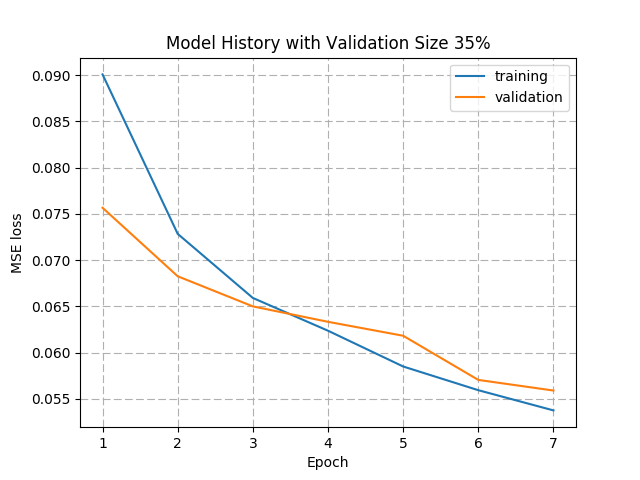 Model History with Validation Size 35%
training
validation
MSE loss
0.090
0.085
0.080
0.075
0.070
0.065
0.060
0.055
1 2 3 4 5 6 7
Epoch